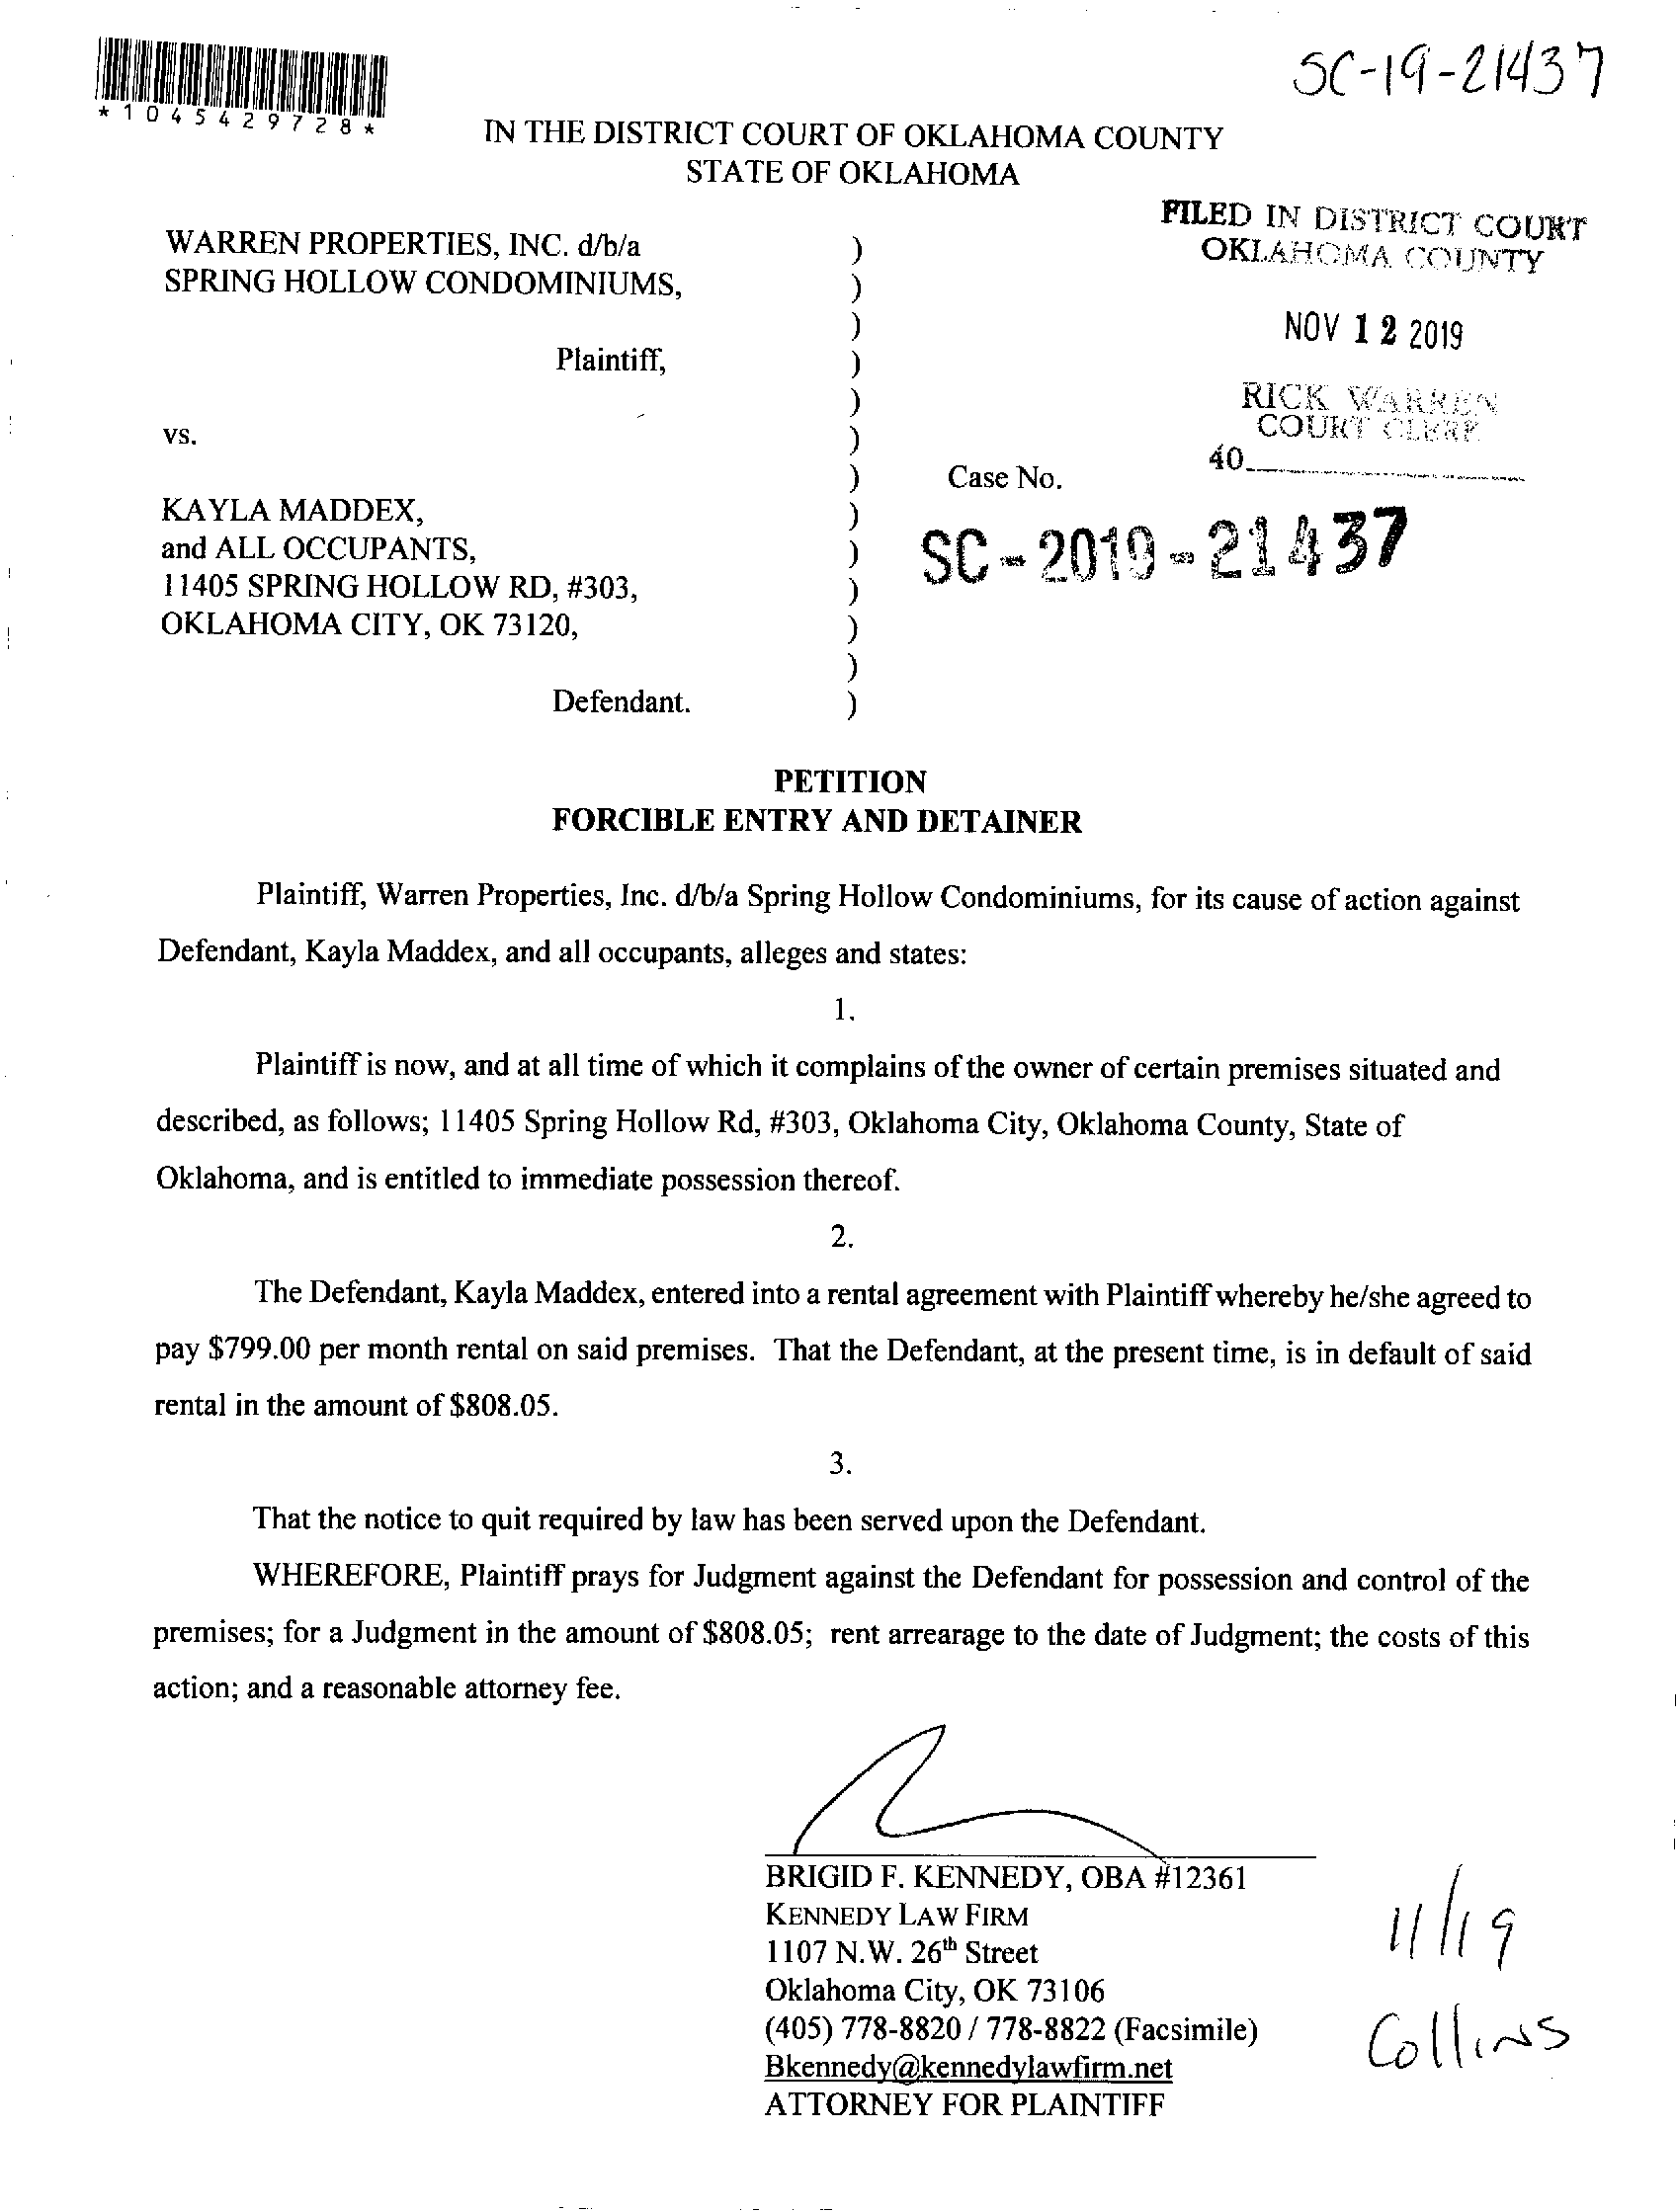 SC-19-21437
*1045429728*
IN THE DISTRICT COURT OF OKLAHOMA COUNTY
STATE OF OKLAHOMA
FILED IN DISTRICT COURT
OKLAHOMA COUNTY
WARREN PROPERTIES, INC. d/b/a )
SPRING HOLLOW CONDOMINIUMS, )
)
NOV 12 2019
Plaintiff, )
)
RICK WARREN
COURT CLERK
vs. )
40
) Case No.
KAYLA MADDEX, )
and ALL OCCUPANTS, )
SC-2019-21437
11405 SPRING HOLLOW RD, #303, )
OKLAHOMA CITY, OK 73120, )
)
Defendant. )
PETITION
FORCIBLE ENTRY AND DETAINER
Plaintiff, Warren Properties, Inc. d/b/a Spring Hollow Condominiums, for its cause of action against
Defendant, Kayla Maddex, and all occupants, alleges and states:
1.
Plaintiff is now, and at all time of which it complains of the owner of certain premises situated and
described, as follows; 11405 Spring Hollow Rd, #303, Oklahoma City, Oklahoma County, State of
Oklahoma, and is entitled to immediate possession thereof.
2.
The Defendant, Kayla Maddex, entered into a rental agreement with Plaintiff whereby he/she agreed to
pay $799.00 per month rental on said premises. That the Defendant, at the present time, is in default of said
rental in the amount of $808.05.
3.
That the notice to quit required by law has been served upon the Defendant.
WHEREFORE, Plaintiff prays for Judgment against the Defendant for possession and control of the
premises; for a Judgment in the amount of $808.05; rent arrearage to the date of Judgment; the costs of this
action; and a reasonable attorney fee.
BRIGID F. KENNEDY, OBA #12361
KENNEDY LAW FIRM
1107 N.W. 26th Street
Oklahoma City, OK 73106
(405) 778-8820 / 778-8822 (Facsimile)
Bkennedy@kennedylawfirm.net
ATTORNEY FOR PLAINTIFF
11/19
Collins